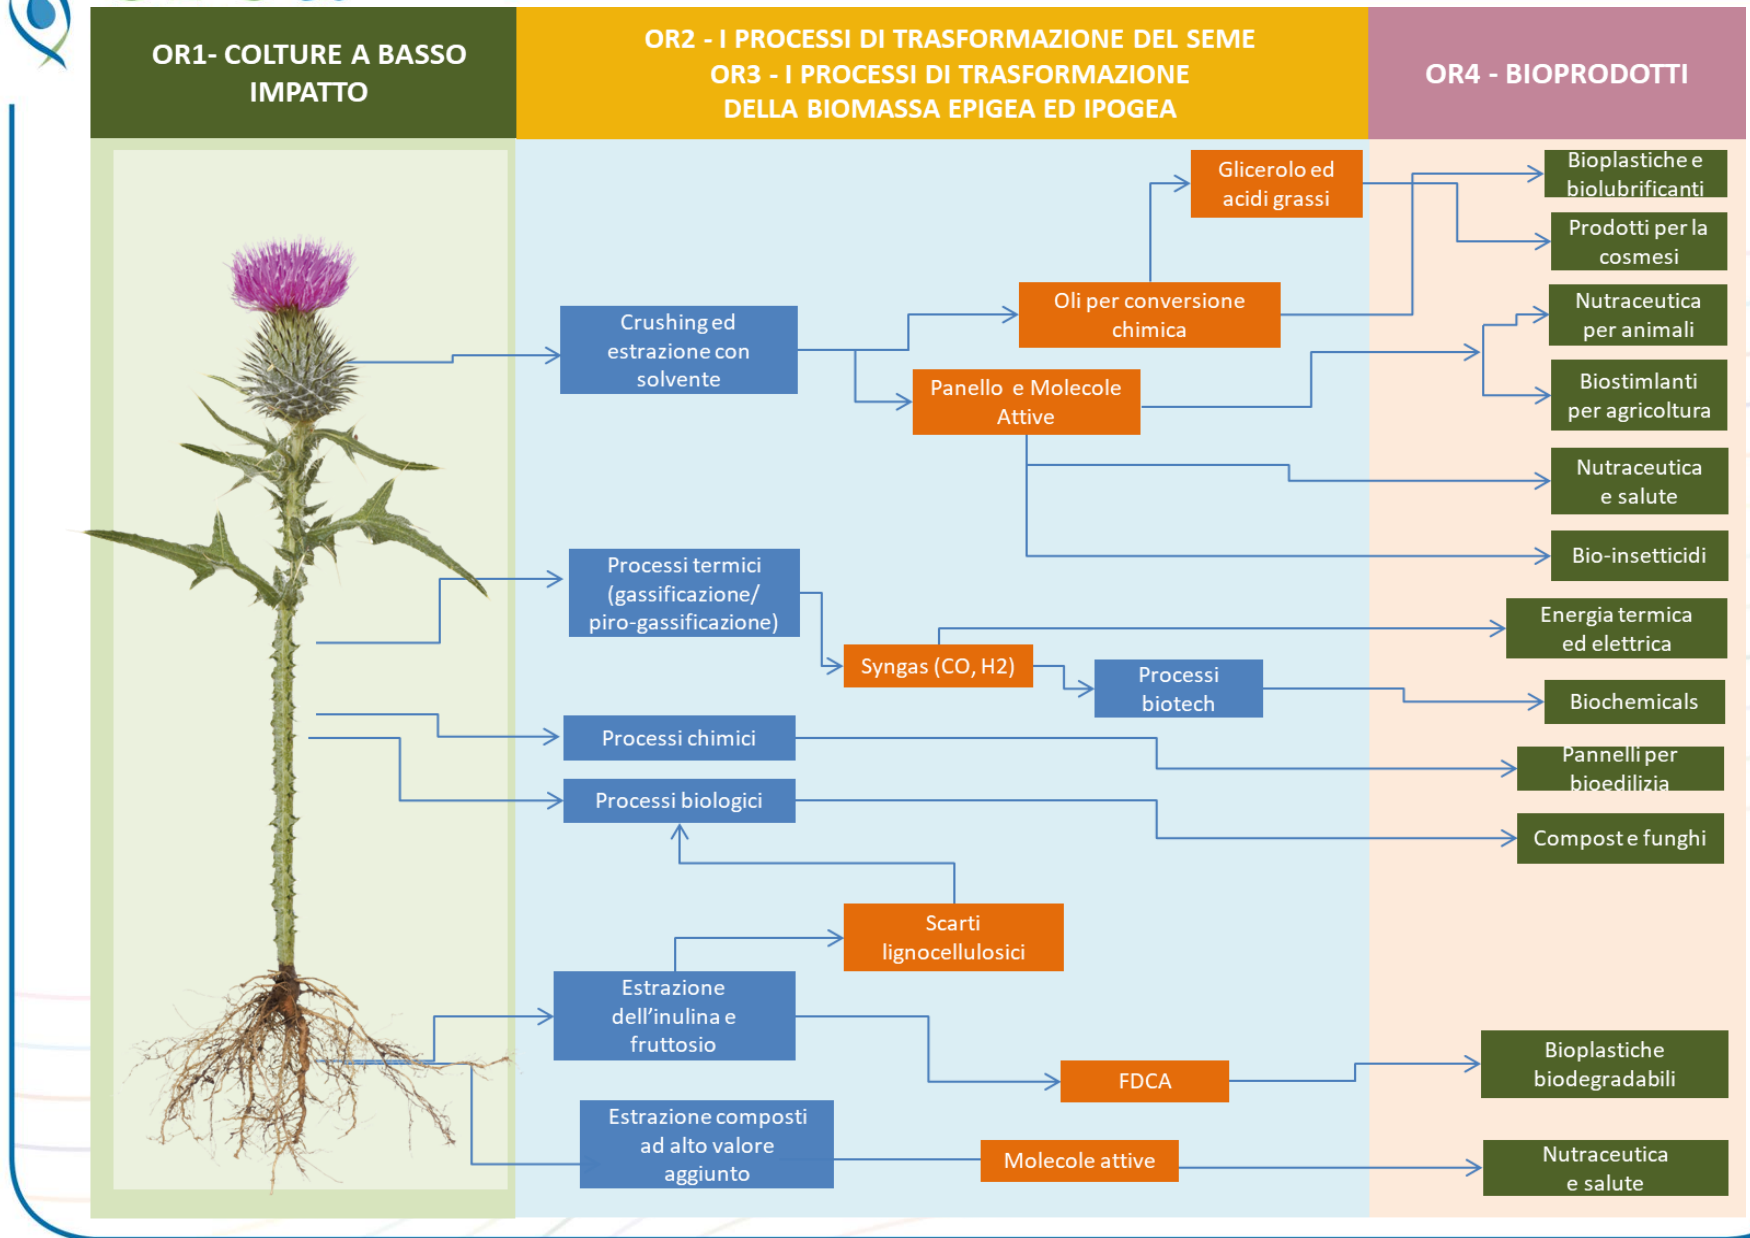 OR1- COLTURE A BASSO
IMPATTO
OR2 - I PROCESSI DI TRASFORMAZIONE DEL SEME
OR3 - I PROCESSI DI TRASFORMAZIONE
DELLA BIOMASSA EPIGEA ED IPOGEA
OR4 - BIOPRODOTTI
Glicerolo ed
acidi grassi
Bioplastiche e
biolubrificanti
Prodotti per la
cosmesi
Crushing ed
estrazione con
solvente
Oli per conversione
chimica
Nutraceutica
per animali
Panello e Molecole
Attive
Biostimlanti
per agricoltura
Nutraceutica
e salute
Bio-insetticidi
Processi termici
(gassificazione/
piro-gassificazione)
Energia termica
ed elettrica
Syngas (CO, H2)
Processi
biotech
Biochemicals
Processi chimici
Pannelli per
bioedilizia
Processi biologici
Compost e funghi
Scarti
lignocellulosici
Estrazione
dell’inulina e
fruttosio
FDCA
Bioplastiche
biodegradabili
Estrazione composti
ad alto valore
aggiunto
Molecole attive
Nutraceutica
e salute